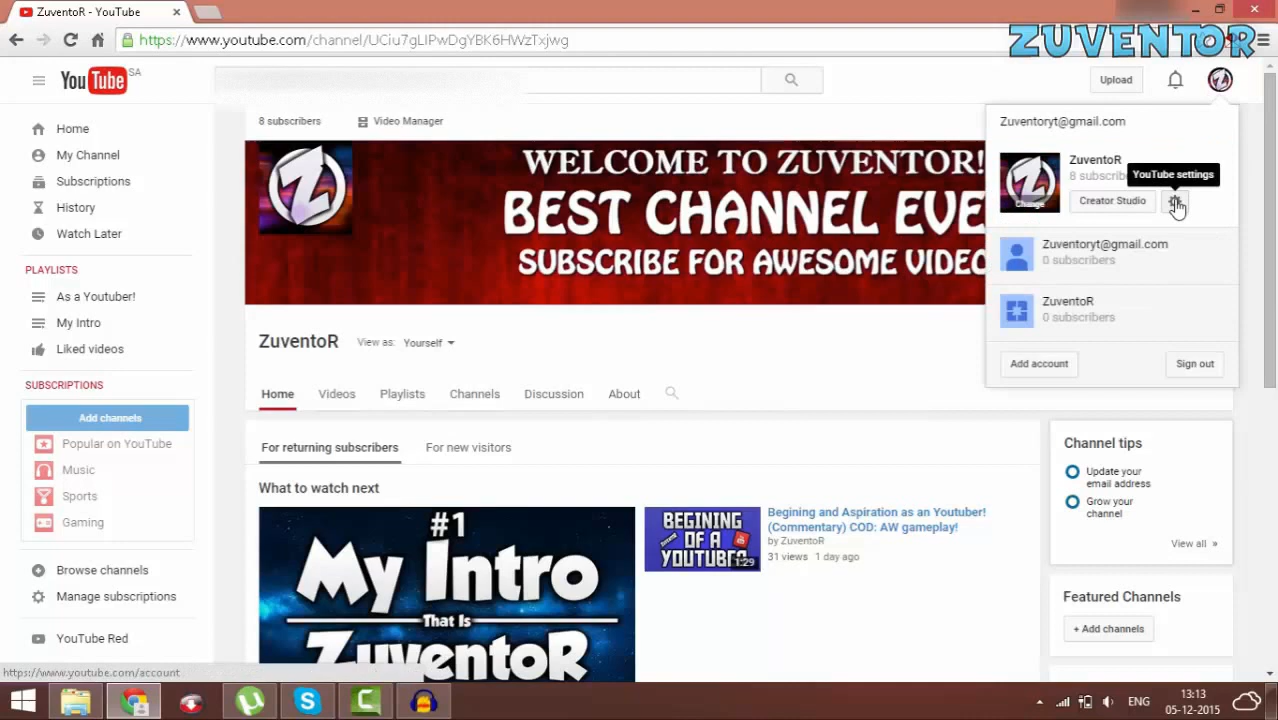 ZuventoR - YouTube
https://www.youtube.com/channel/UCiu7gLIPwDgYBK6HWzTxjwg
ZUVENTOR
YouTube SA
Upload
Home
My Channel
Subscriptions
History
Watch Later
PLAYLISTS
As a Youtuber!
My Intro
Liked videos
SUBSCRIPTIONS
Add channels
Popular on YouTube
Music
Sports
Gaming
Browse channels
Manage subscriptions
YouTube Red
https://www.youtube.com/account
8 subscribers
Video Manager
WELCOME TO ZUVENTOR!
BEST CHANNEL EVE
SUBSCRIBE FOR AWESOME VIDEO
ZuventoR
View as: Yourself
Home Videos Playlists Channels Discussion About
For returning subscribers For new visitors
What to watch next
#1
My Intro
That Is
ZuventoR
BEGINING
OF A
YOUTUBER
1:29
Begining and Aspiration as an Youtuber!
(Commentary) COD: AW gameplay!
by ZuventoR
31 views 1 day ago
Zuventoryt@gmail.com
ZuventoR
8 subscribe
YouTube settings
Change
Creator Studio
Zuventoryt@gmail.com
0 subscribers
ZuventoR
0 subscribers
Add account
Sign out
Channel tips
Update your
email address
Grow your
channel
View all »
Featured Channels
+ Add channels
ENG
13:13
05-12-2015